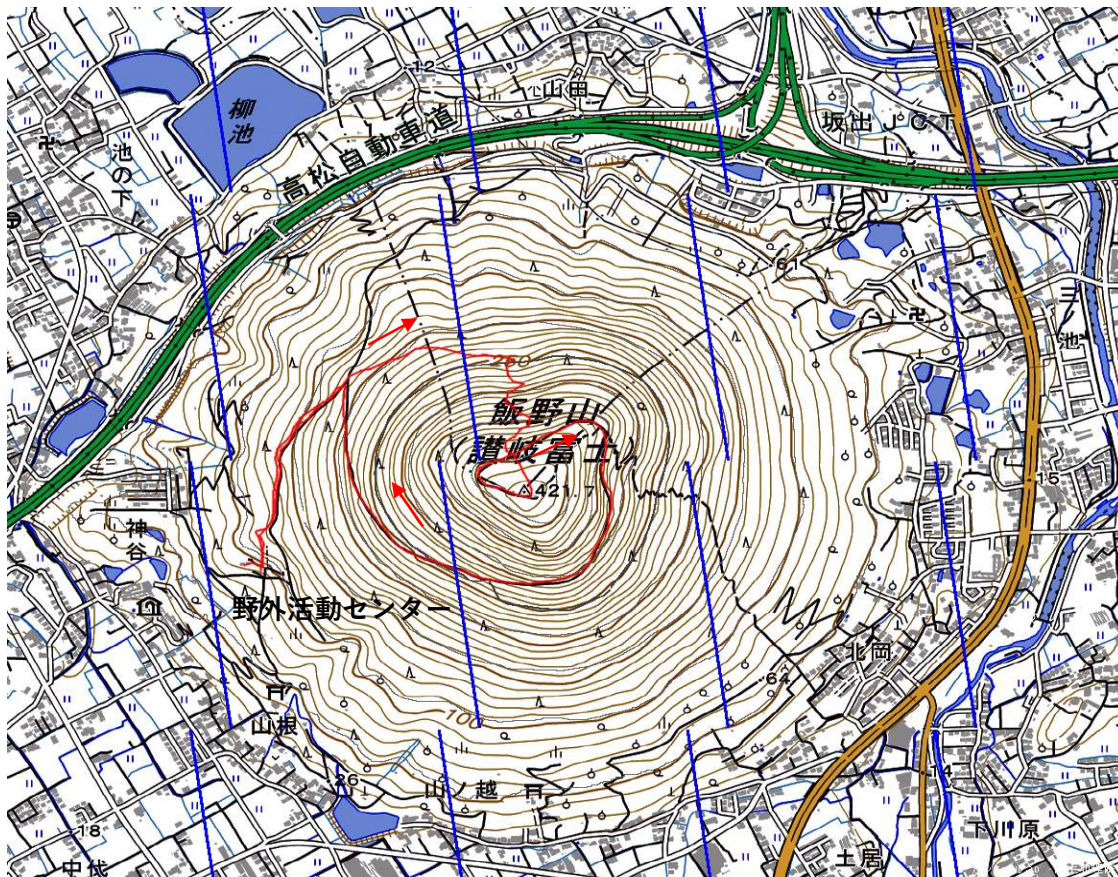 柳池
12
山田
坂出JCT
高松自動車道
池の下
61
三ノ池
250
飯野山
(讃岐富士)
421.7
15
神谷
野外活動センター
北岡
64
100
山根
26
山ノ越
14
18
下川原
中代
土居